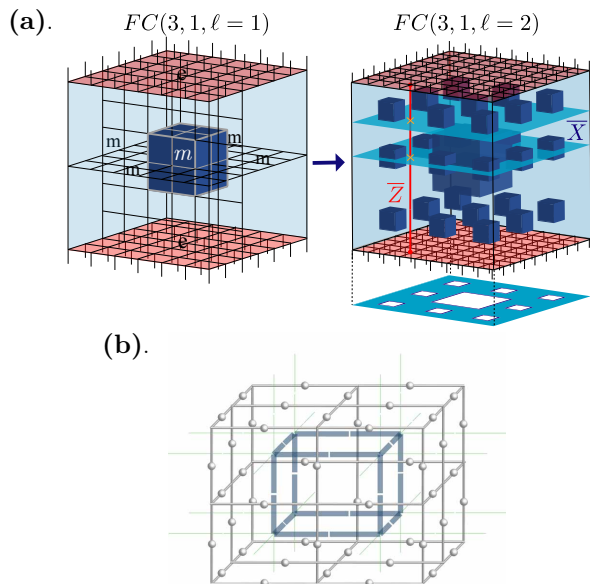 (a). FC(3, 1, ℓ = 1) FC(3, 1, ℓ = 2)
e
m m m
m m
e
X̅
Z̅
(b).